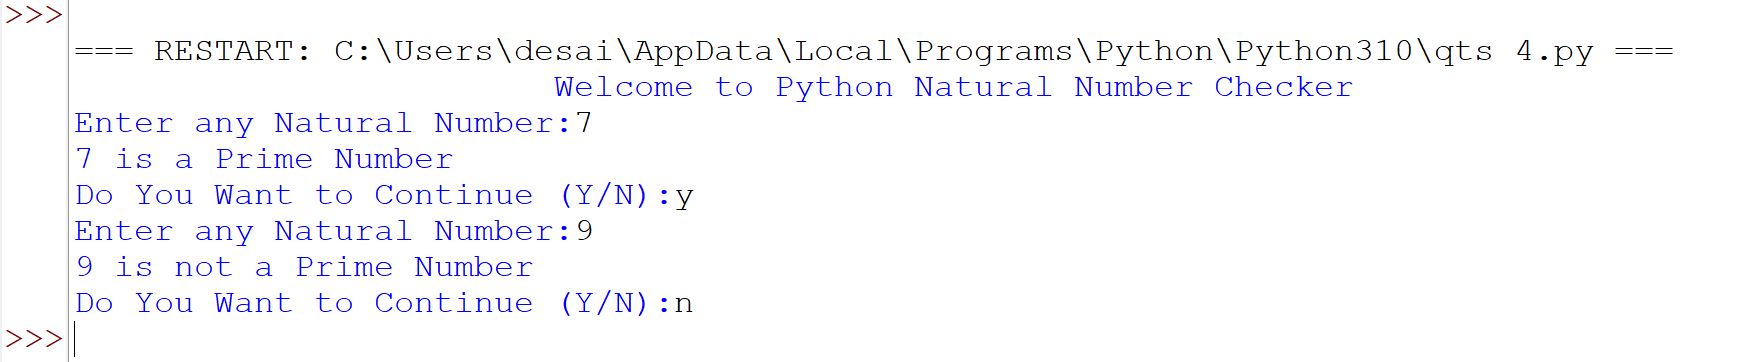 >>>
=== RESTART: C:\Users\desai\AppData\Local\Programs\Python\Python310\qts 4.py ===
Welcome to Python Natural Number Checker
Enter any Natural Number:7
7 is a Prime Number
Do You Want to Continue (Y/N):y
Enter any Natural Number:9
9 is not a Prime Number
Do You Want to Continue (Y/N):n
>>>